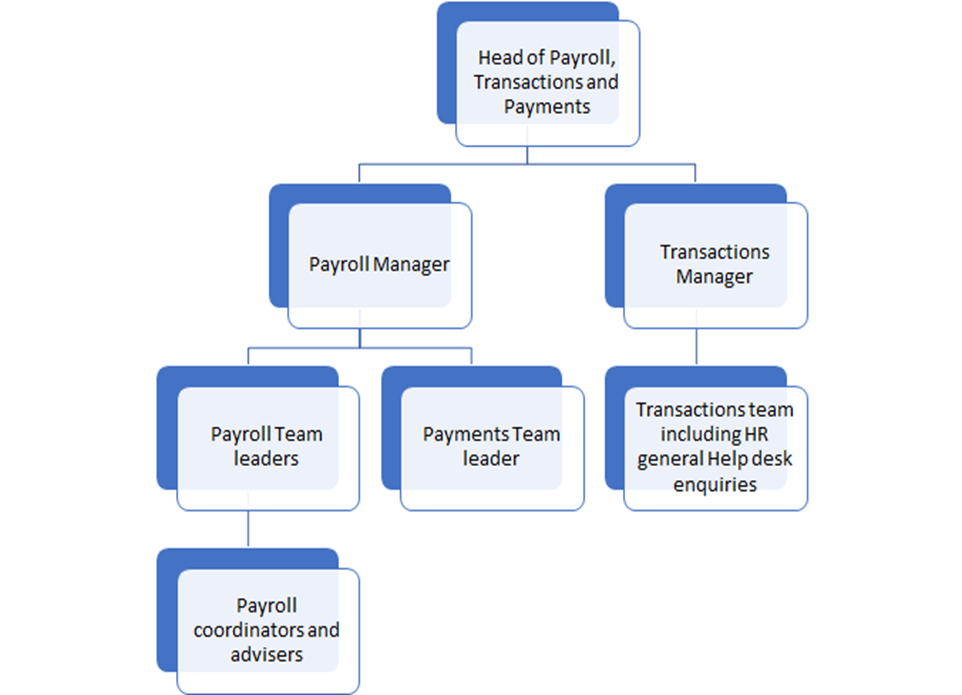 Head of Payroll,
Transactions and
Payments
Payroll Manager
Transactions
Manager
Payroll Team
leaders
Payments Team
leader
Transactions team
including HR
general Help desk
enquiries
Payroll
coordinators and
advisers